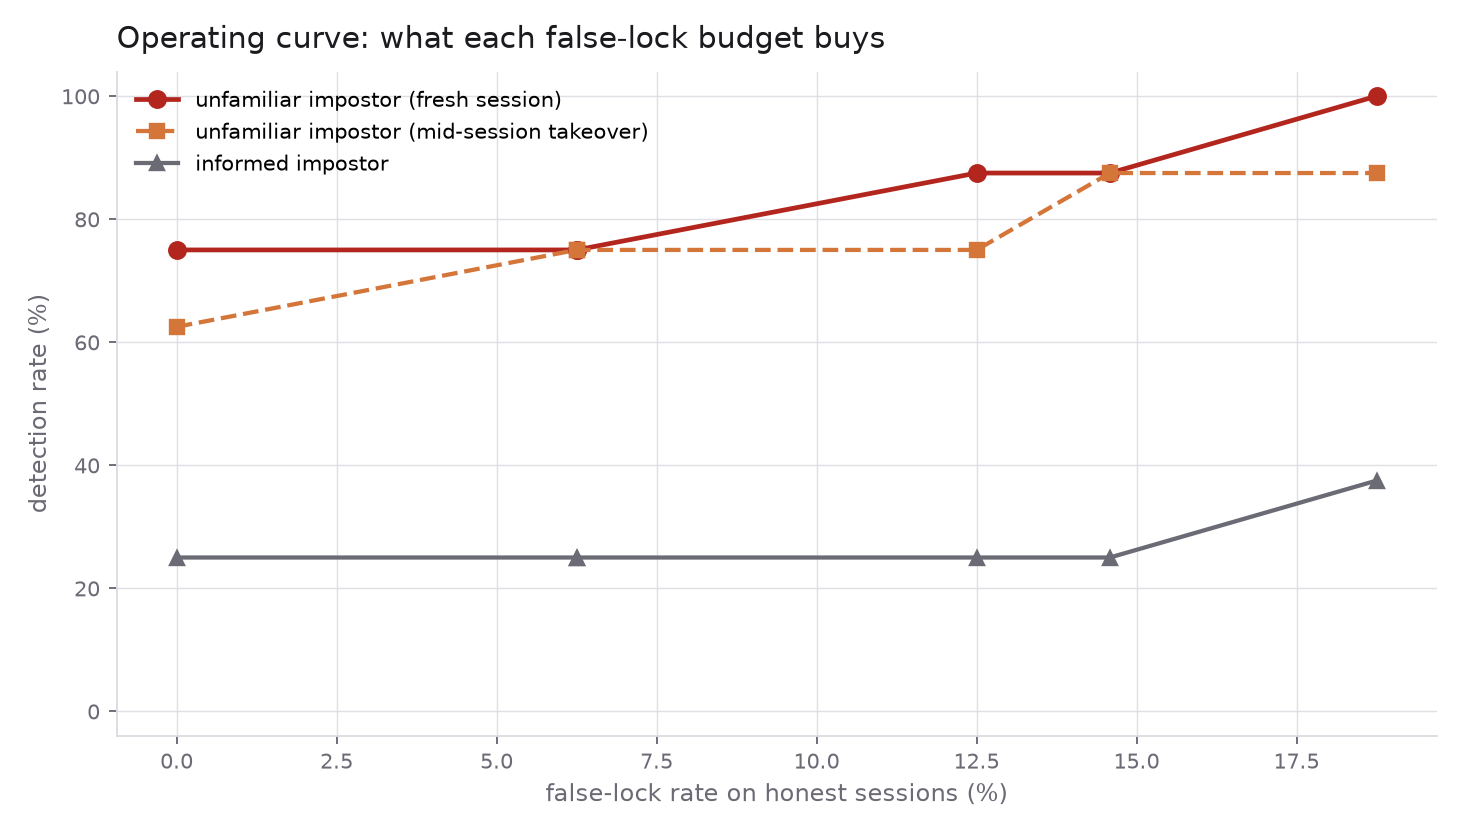 Operating curve: what each false-lock budget buys
unfamiliar impostor (fresh session)
unfamiliar impostor (mid-session takeover)
informed impostor
detection rate (%)
100
80
60
40
20
0
0.0 2.5 5.0 7.5 10.0 12.5 15.0 17.5
false-lock rate on honest sessions (%)